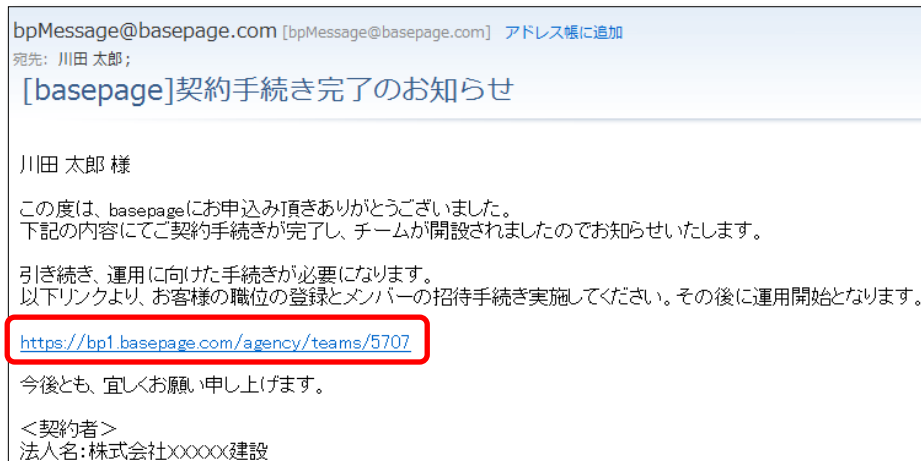 bpMessage@basepage.com [bpMessage@basepage.com] アドレス帳に追加
宛先: 川田 太郎;
[basepage]契約手続き完了のお知らせ
川田 太郎 様
この度は、basepageにお申込み頂きありがとうございました。
下記の内容にてご契約手続きが完了し、チームが開設されましたのでお知らせいたします。
引き続き、運用に向けた手続きが必要になります。
以下リンクより、お客様の職位の登録とメンバーの招待手続き実施してください。その後に運用開始となります。
https://bp1.basepage.com/agency/teams/5707
今後とも、宜しくお願い申し上げます。
＜契約者＞
法人名:株式会社XXXXX建設